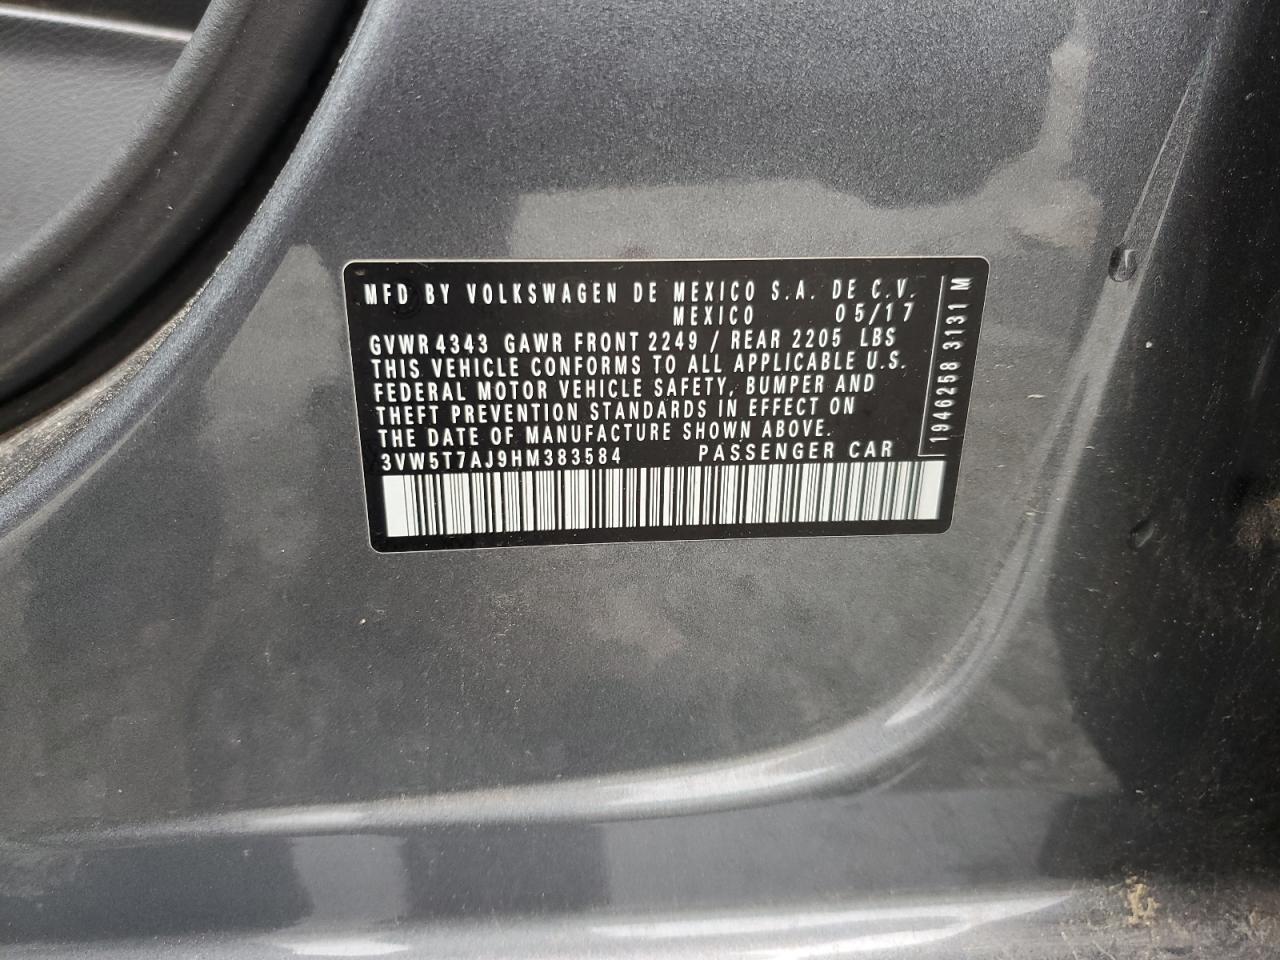 MFD BY VOLKSWAGEN DE MEXICO S.A. DE C.V.
MEXICO 05/17
GVWR 4343 GAWR FRONT 2249 / REAR 2205 LBS
THIS VEHICLE CONFORMS TO ALL APPLICABLE U.S.
FEDERAL MOTOR VEHICLE SAFETY, BUMPER AND
THEFT PREVENTION STANDARDS IN EFFECT ON
THE DATE OF MANUFACTURE SHOWN ABOVE.
3VW5T7AJ9HM383584 PASSENGER CAR
1946258 3131 M